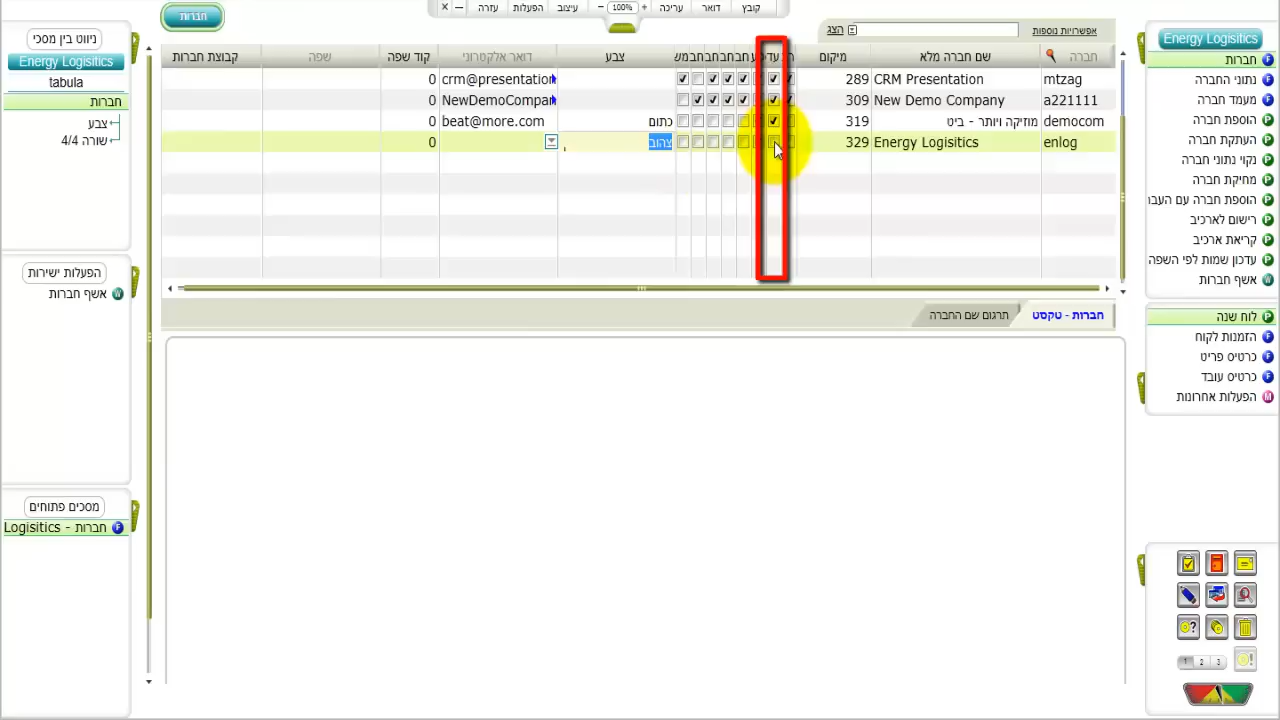 קובץ
עריכה
דואר
100%
עיצוב
הפעלות
עזרה
חברות
אפשרויות נוספות
הצג
חברה
שם חברה מלא
מיקום
צבע
דואר אלקטרוני
קוד שפה
שפה
קבוצת חברות
mtzag CRM Presentation 289 crm@presentation 0
a221111 New Demo Company 309 NewDemoCompan 0
democom מוזיקה ויותר - ביט 319 כתום beat@more.com 0
enlog Energy Logisitics 329 צהוב 0
חברות - טקסט
תרגום שם החברה
Energy Logisitics
חברות
נתוני החברה
מעמד חברה
הוספת חברה
העתקת חברה
נקוי נתוני חברה
מחיקת חברה
הוספת חברה עם העבר
רישום לארכיב
קריאת ארכיב
עדכון שמות לפי השפה
אשף חברות
לוח שנה
הזמנות לקוח
כרטיס פריט
כרטיס עובד
הפעלות אחרונות
1 2 3
ניווט בין מסכי
Energy Logisitics
tabula
חברות
צבע
שורה 4/4
הפעלות ישירות
אשף חברות
מסכים פתוחים
חברות - Logisitics